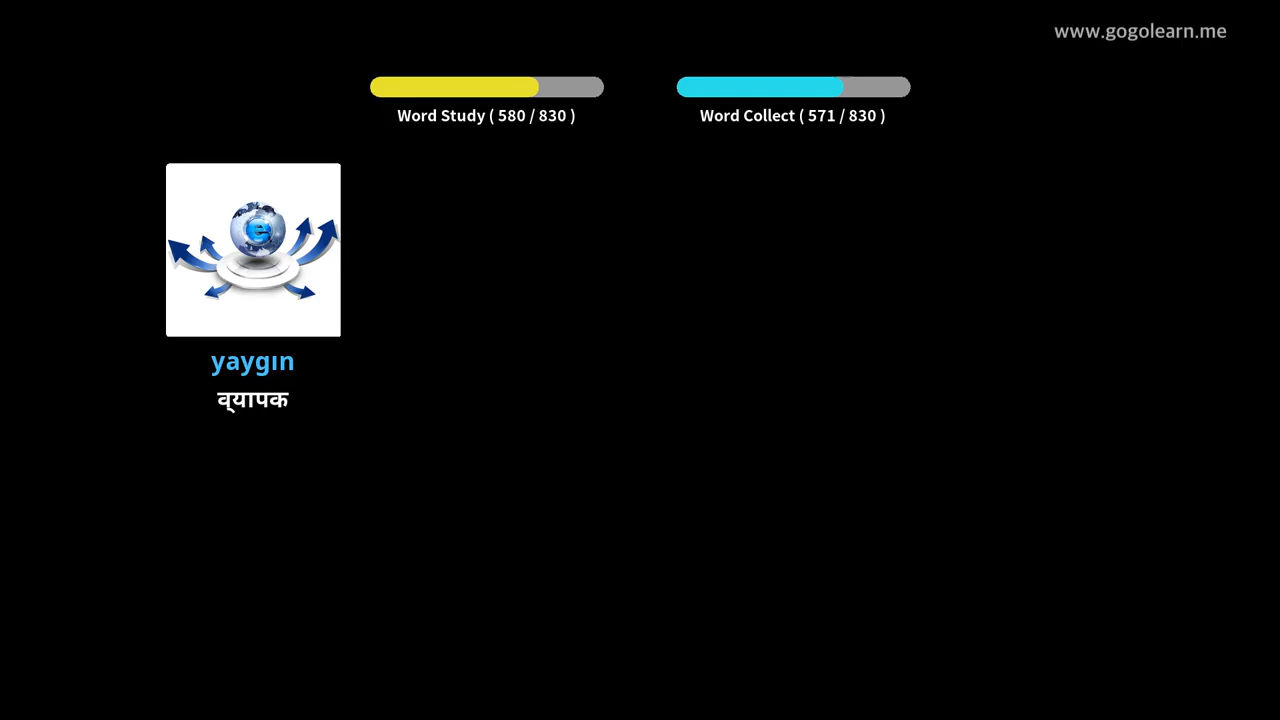 www.gogolearn.me
Word Study ( 580 / 830 )
Word Collect ( 571 / 830 )
e
yaygın
व्यापक